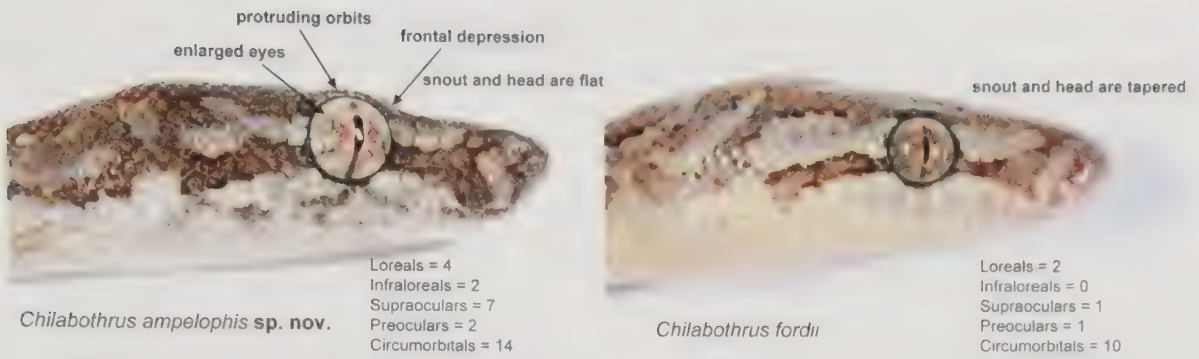 protruding orbits
enlarged eyes
frontal depression
snout and head are flat
Loreals = 4
Infraloreals = 2
Supraoculars = 7
Preoculars = 2
Circumorbitals = 14
Chilabothrus ampelophis sp. nov.
snout and head are tapered
Loreals = 2
Infraloreals = 0
Supraoculars = 1
Preoculars = 1
Circumorbitals = 10
Chilabothrus fordii